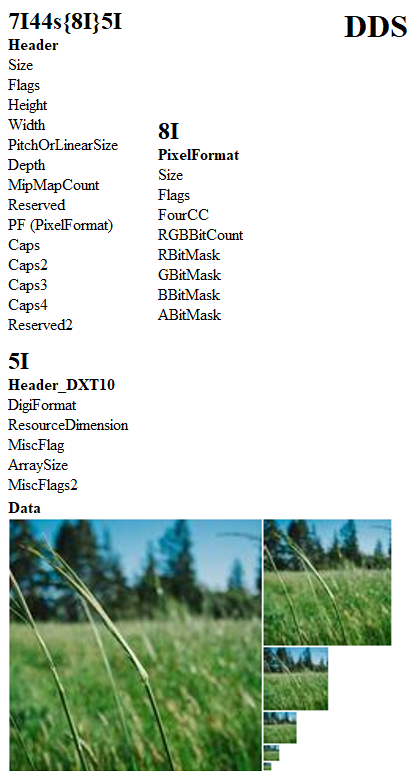 7I44s{8I}5I
DDS
Header
Size
Flags
Height
Width
PitchOrLinearSize
Depth
MipMapCount
Reserved
PF (PixelFormat)
Caps
Caps2
Caps3
Caps4
Reserved2
8I
PixelFormat
Size
Flags
FourCC
RGBBitCount
RBitMask
GBitMask
BBitMask
ABitMask
5I
Header_DXT10
DigiFormat
ResourceDimension
MiscFlag
ArraySize
MiscFlags2
Data